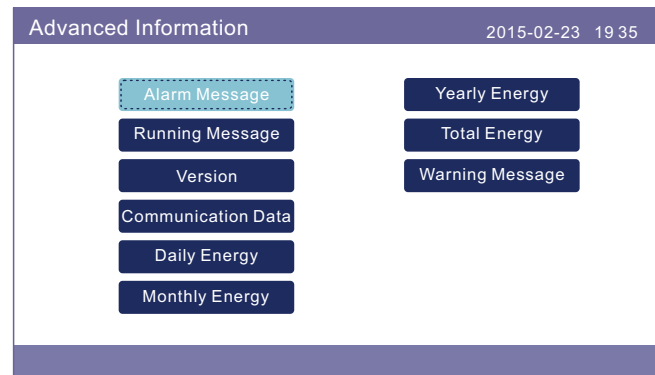 Advanced Information
2015-02-23 19 35
Alarm Message
Running Message
Version
Communication Data
Daily Energy
Monthly Energy
Yearly Energy
Total Energy
Warning Message